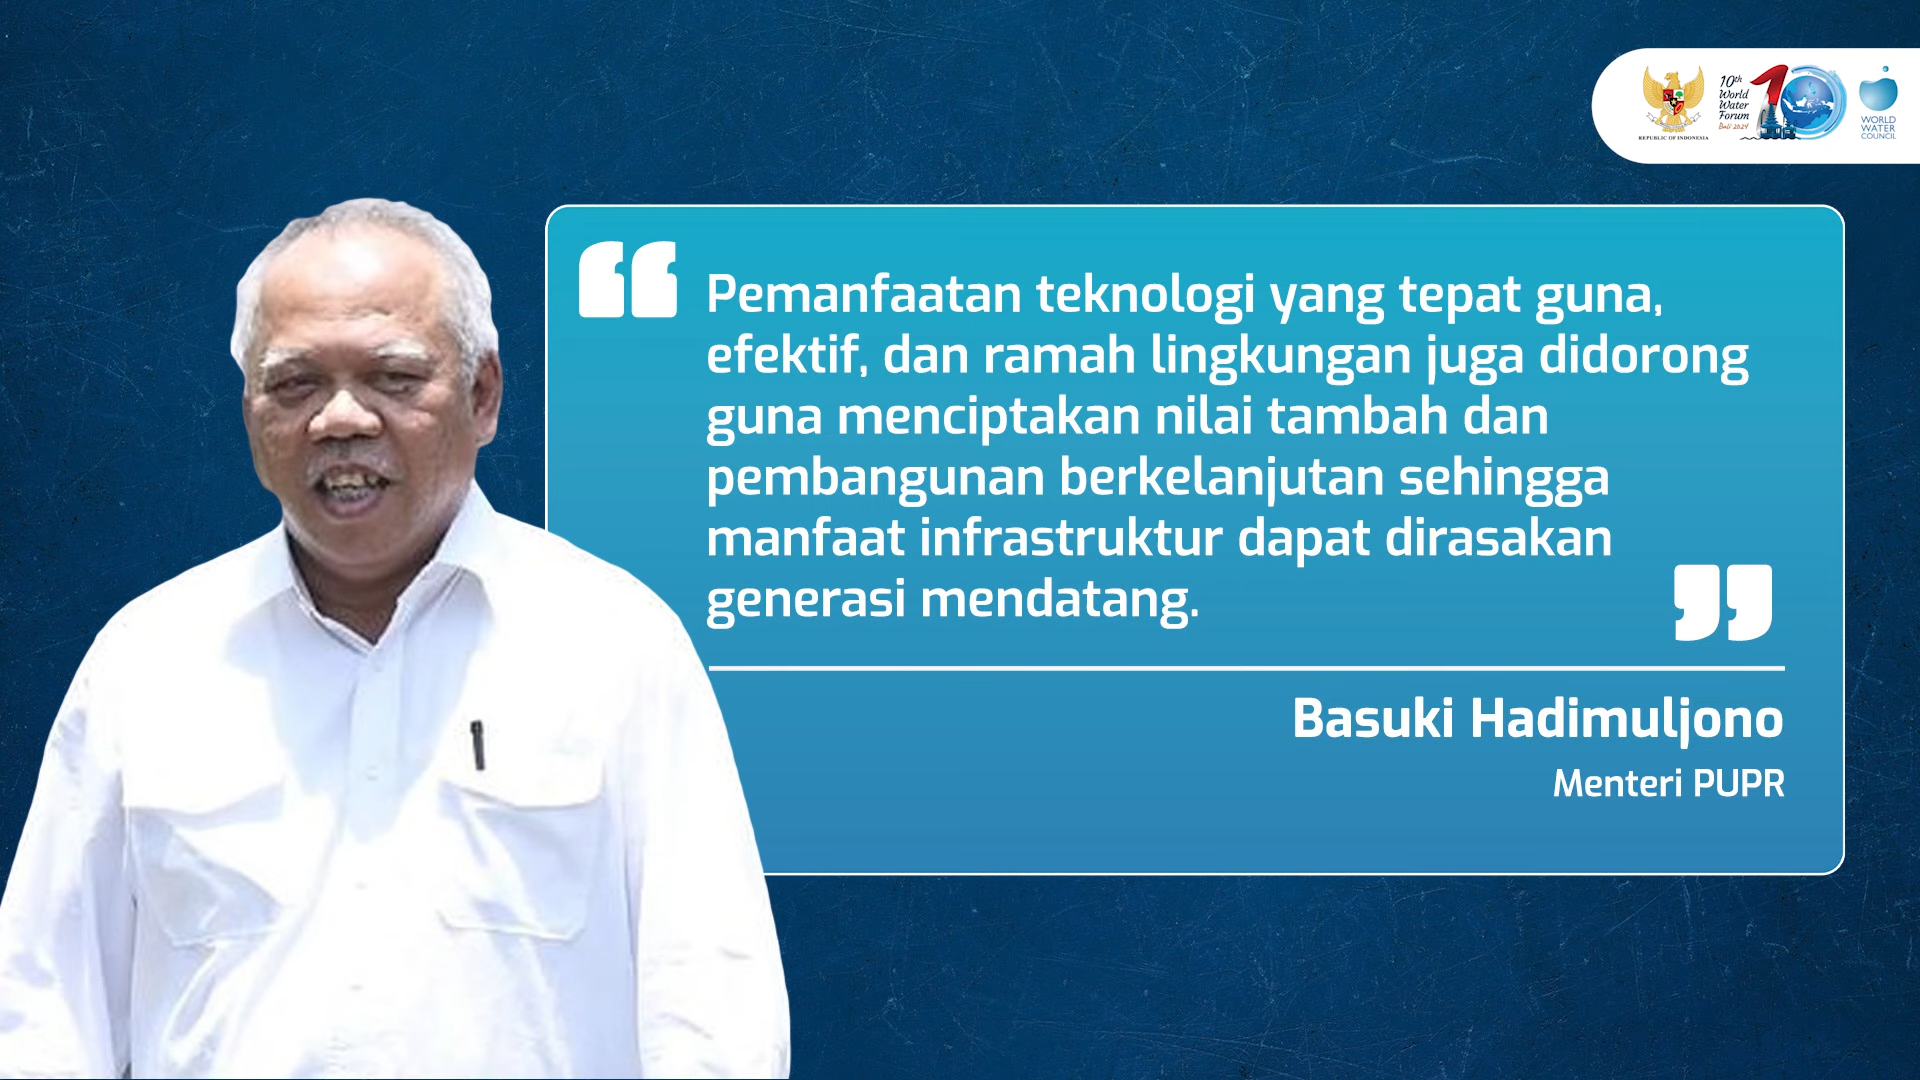 REPUBLIC OF INDONESIA
10th
World
Water
Forum
Bali 2024
10
WORLD
WATER
COUNCIL
“Pemanfaatan teknologi yang tepat guna,
efektif, dan ramah lingkungan juga didorong
guna menciptakan nilai tambah dan
pembangunan berkelanjutan sehingga
manfaat infrastruktur dapat dirasakan
generasi mendatang.”
Basuki Hadimuljono
Menteri PUPR